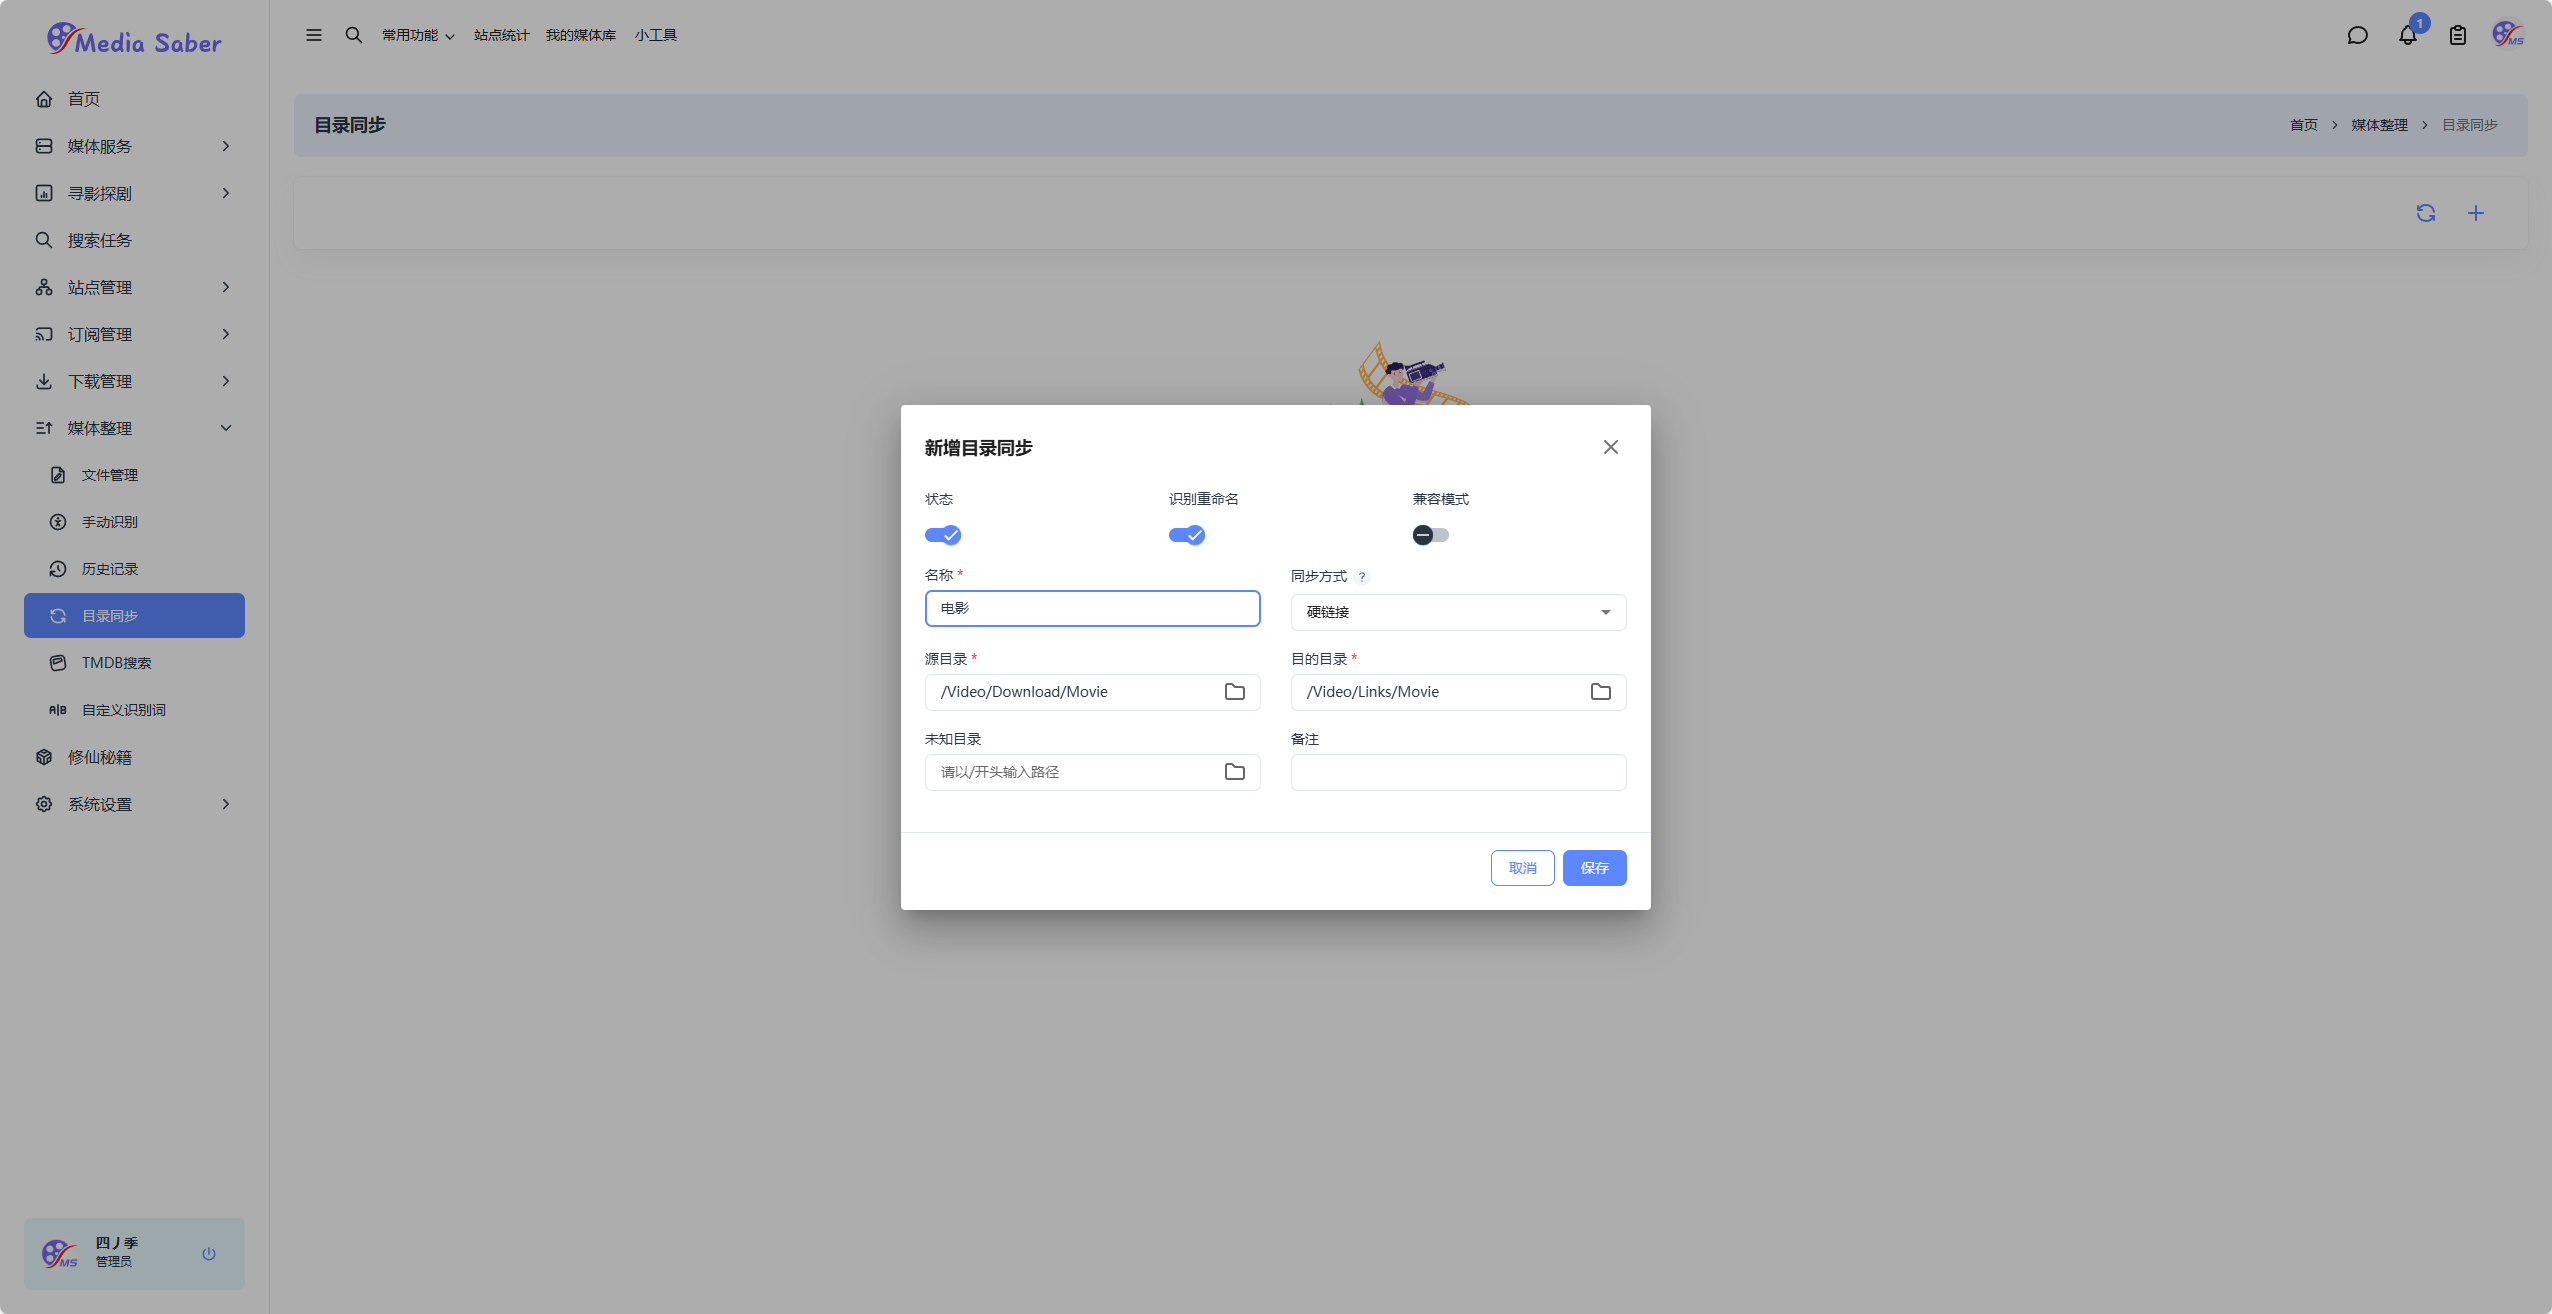 Media Saber
常用功能 站点统计 我的媒体库 小工具
1
MS
首页
媒体服务
寻影探剧
搜索任务
站点管理
订阅管理
下载管理
媒体整理
文件管理
手动识别
历史记录
目录同步
TMDB搜索
自定义识别词
修仙秘籍
系统设置
四丿季
管理员
MS
目录同步
首页 > 媒体整理 > 目录同步
新增目录同步
状态 识别重命名 兼容模式
名称 * 同步方式 ?
电影 硬链接
源目录 * 目的目录 *
/Video/Download/Movie /Video/Links/Movie
未知目录 备注
请以/开头输入路径
取消 保存